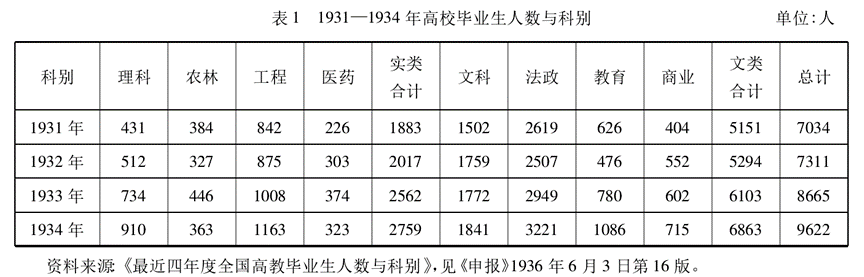 表 1 1931—1934 年高校毕业生人数与科别 单位:人
科别 理科 农林 工程 医药 实类合计 文科 法政 教育 商业 文类合计 总计
1931 年 431 384 842 226 1883 1502 2619 626 404 5151 7034
1932 年 512 327 875 303 2017 1759 2507 476 552 5294 7311
1933 年 734 446 1008 374 2562 1772 2949 780 602 6103 8665
1934 年 910 363 1163 323 2759 1841 3221 1086 715 6863 9622
资料来源:《最近四年度全国高教毕业生人数与科别》,见《申报》1936 年 6 月 3 日第 16 版。